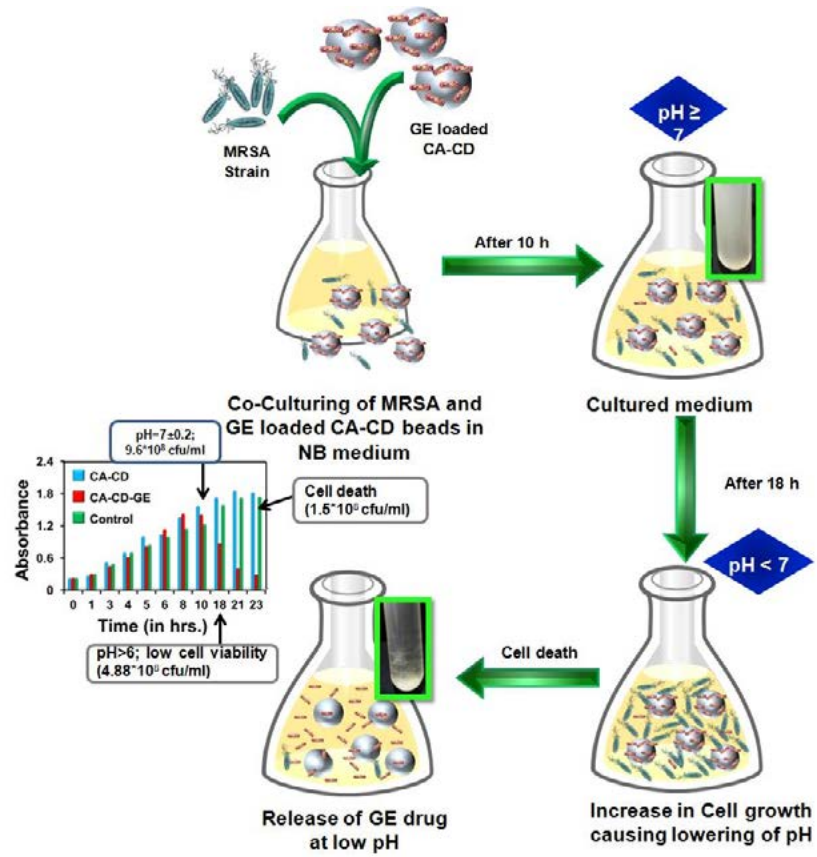 MRSA
Strain
GE loaded
CA-CD
pH ≥
7
After 10 h
Co-Culturing of MRSA and
GE loaded CA-CD beads in
NB medium
Cultured medium
pH=7±0.2;
9.6*10⁸ cfu/ml
2.4
1.8
1.2
0.6
0
Absorbance
CA-CD
CA-CD-GE
Control
0 1 3 4 5 6 8 10 18 21 23
Time (in hrs.)
Cell death
(1.5*10⁰ cfu/ml)
pH>6; low cell viability
After 18 h
pH < 7
Cell death
Release of GE drug
at low pH
Increase in Cell growth
causing lowering of pH